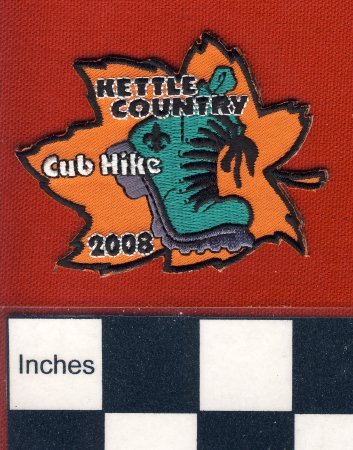 KETTLE
COUNTRY
Cub Hike
2008
Inches